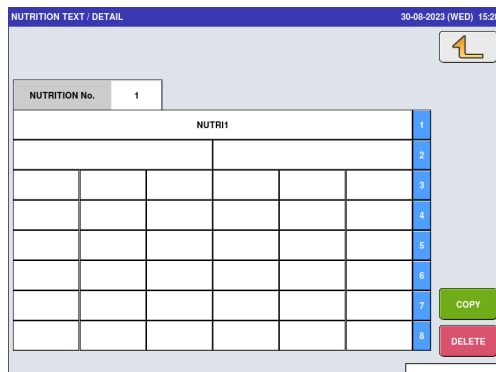 NUTRITION TEXT / DETAIL 30-08-2023 (WED) 15:28
NUTRITION No. 1
NUTRI1 1
2
3
4
5
6
7 COPY
8 DELETE